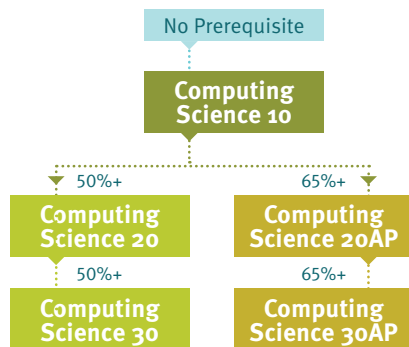 No Prerequisite
Computing
Science 10
50%+
65%+
Computing
Science 20
Computing
Science 20AP
50%+
65%+
Computing
Science 30
Computing
Science 30AP